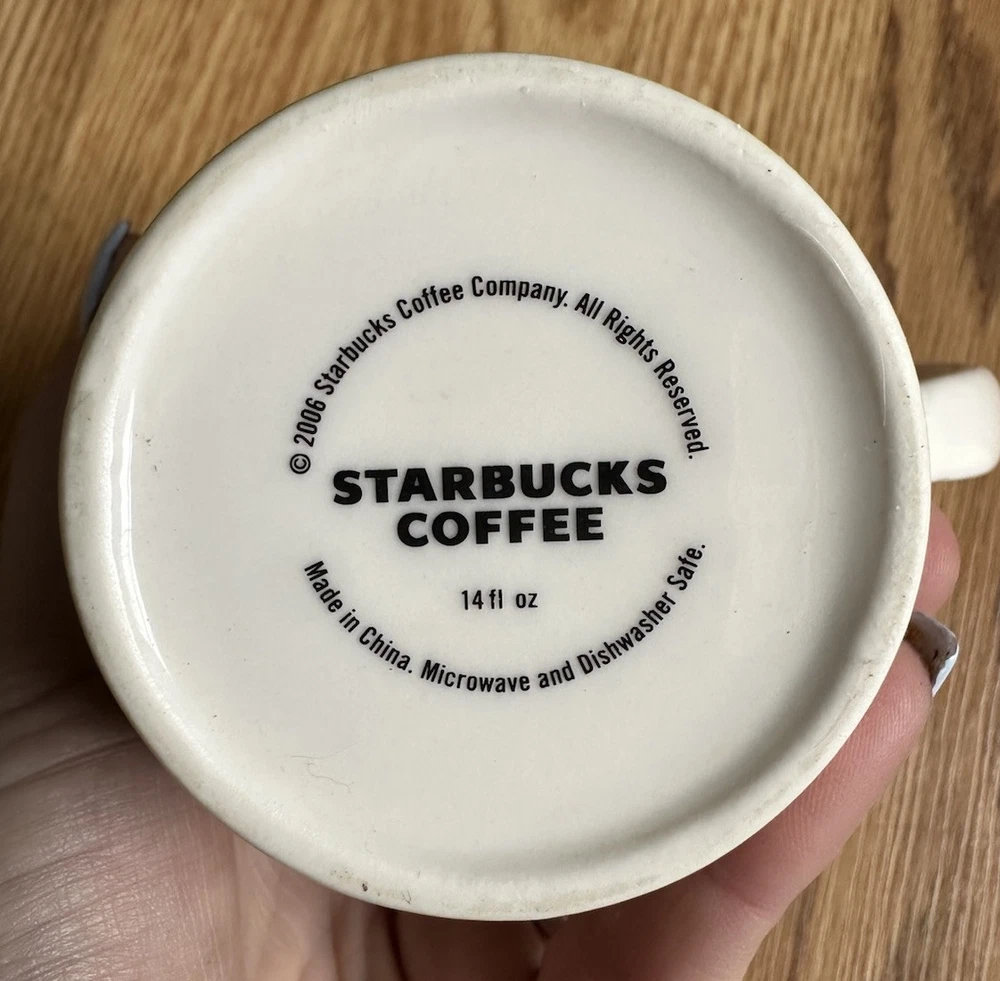 © 2006 Starbucks Coffee Company. All Rights Reserved.
STARBUCKS
COFFEE
14 fl oz
Made in China. Microwave and Dishwasher Safe.